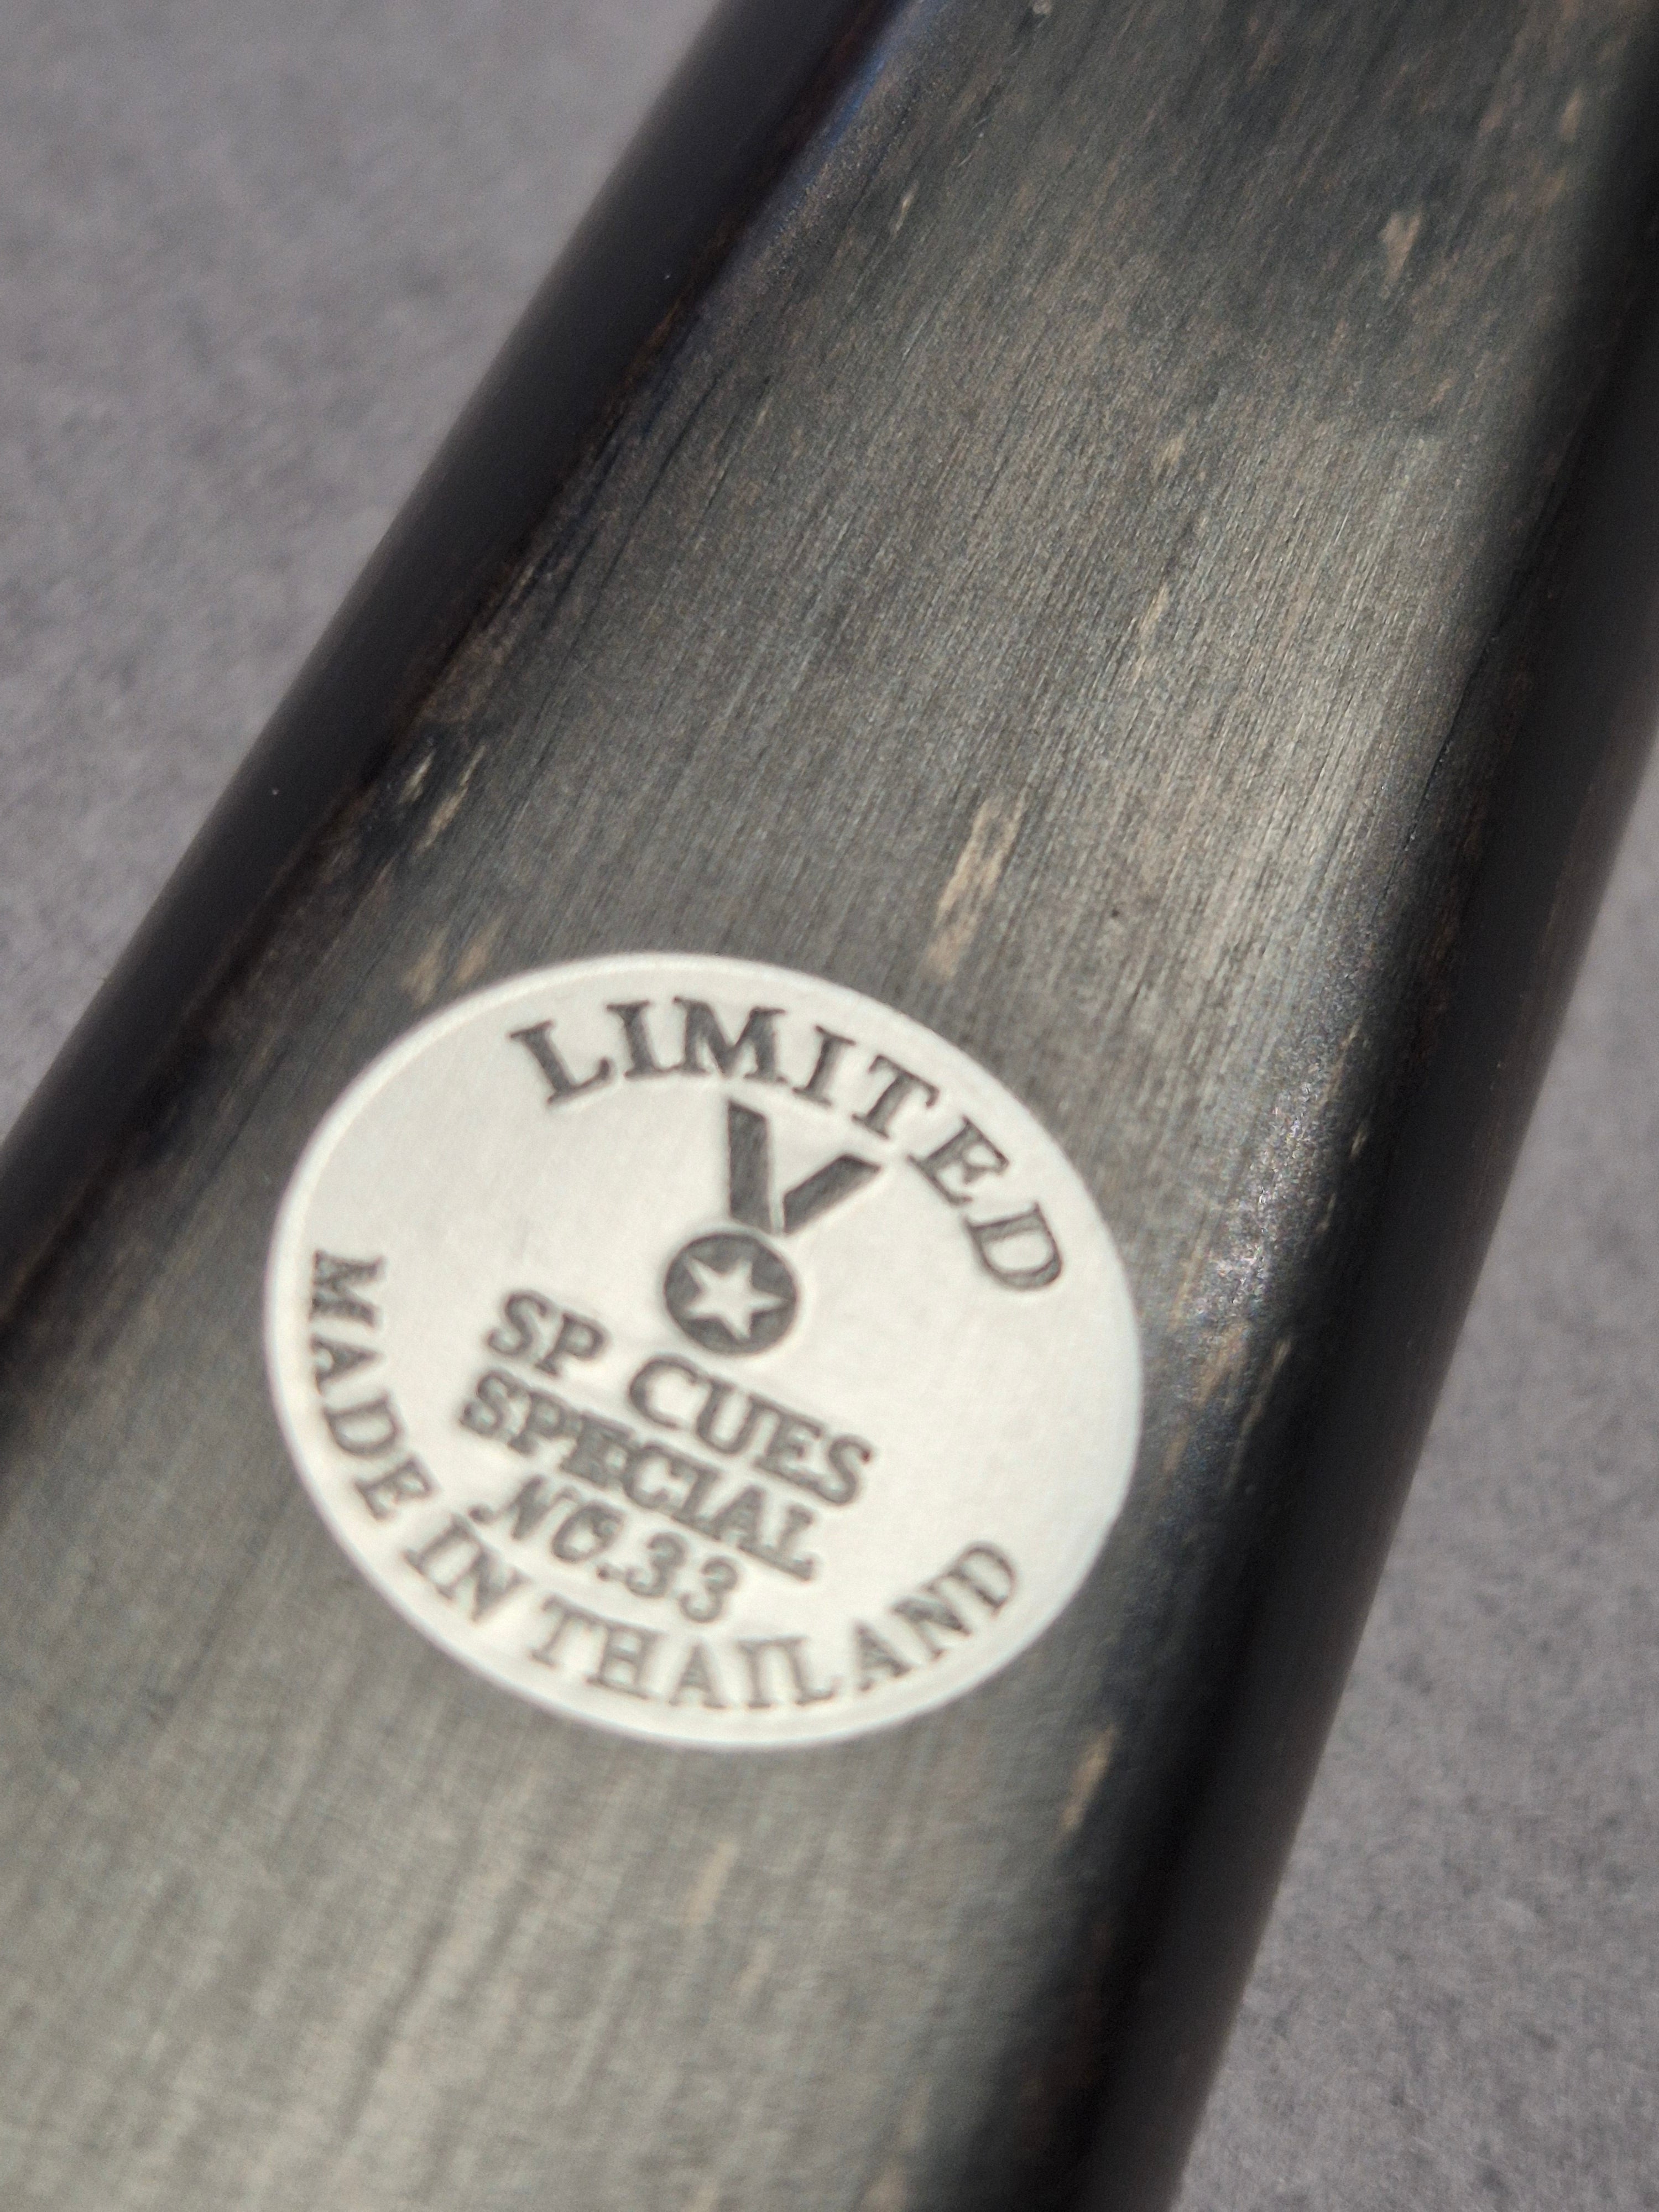 LIMITED
SP CUES
SPECIAL
NO.33
MADE IN THAILAND